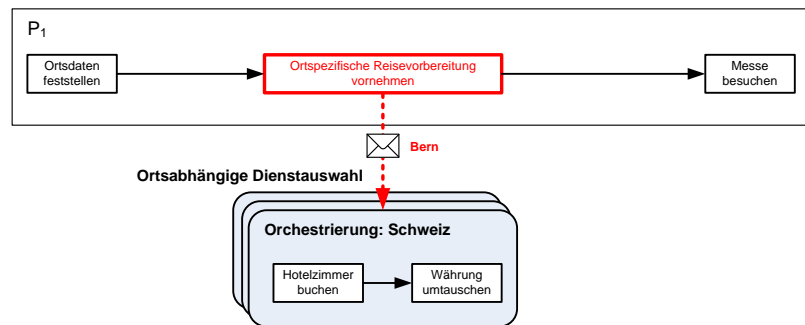 P1
Ortsdaten
feststellen
Ortspezifische Reisevorbereitung
vornehmen
Messe
besuchen
Bern
Ortsabhängige Dienstauswahl
Orchestrierung: Schweiz
Hotelzimmer
buchen
Währung
umtauschen